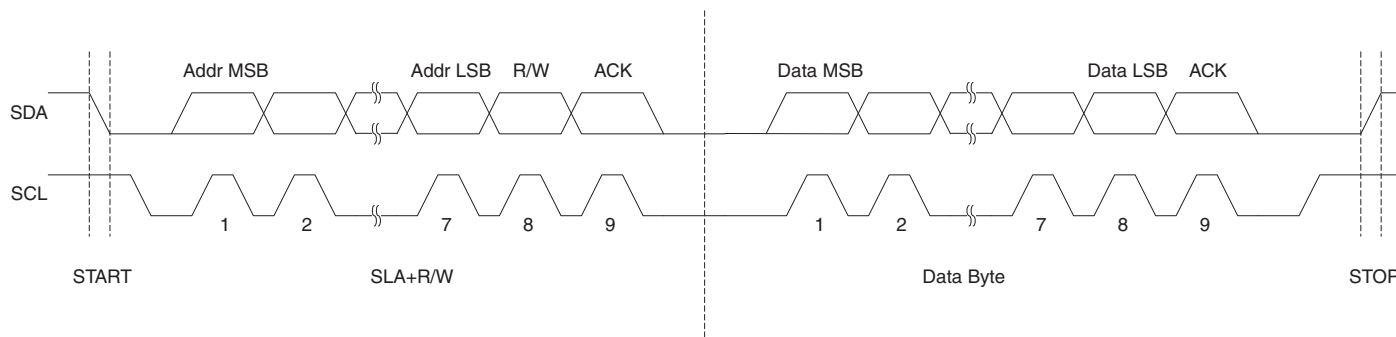 Addr MSB Addr LSB R/W ACK Data MSB Data LSB ACK
SDA
SCL
1 2 7 8 9 1 2 7 8 9
START SLA+R/W Data Byte STOP